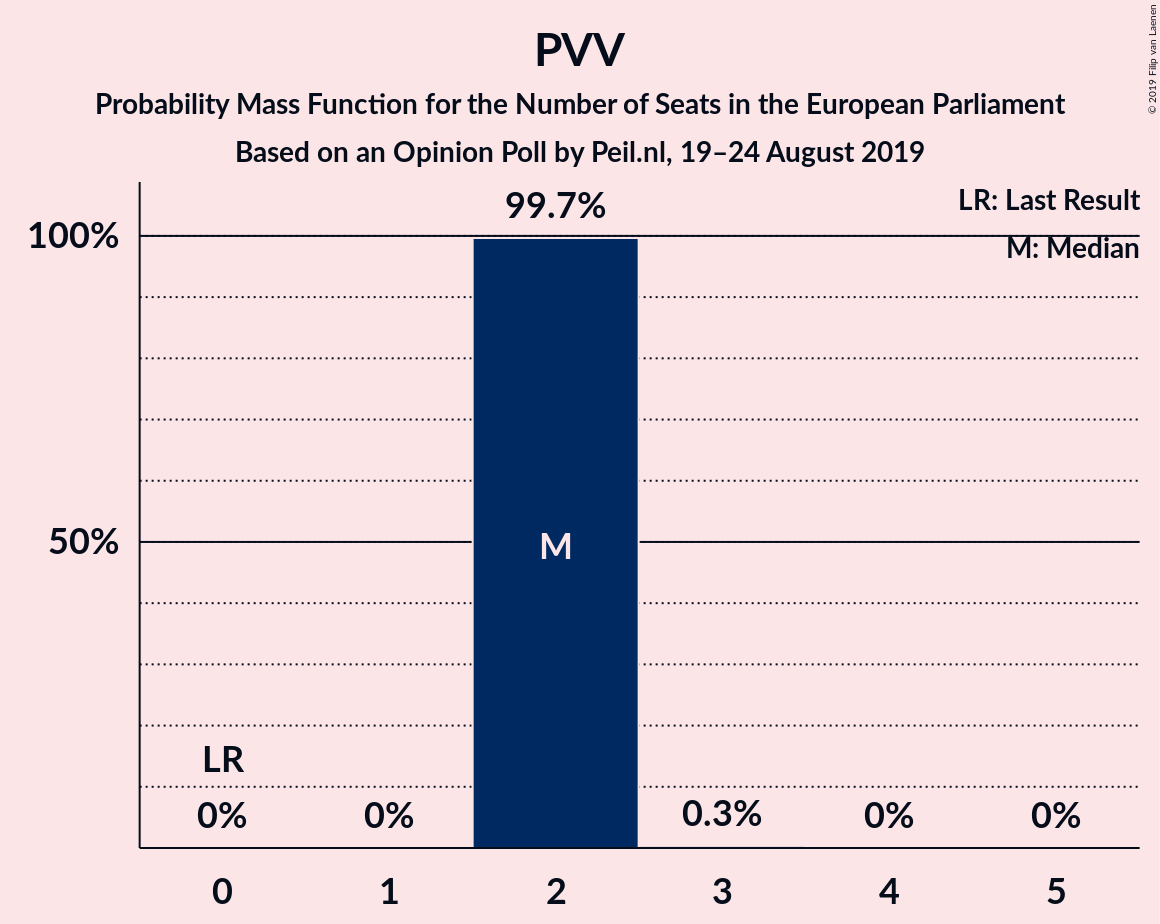 PVV
Probability Mass Function for the Number of Seats in the European Parliament
Based on an Opinion Poll by Peil.nl, 19–24 August 2019
© 2019 Filip van Laenen
99.7%
LR: Last Result
M: Median
100%
50%
M
LR
0%
0%
0.3%
0%
0%
0
1
2
3
4
5